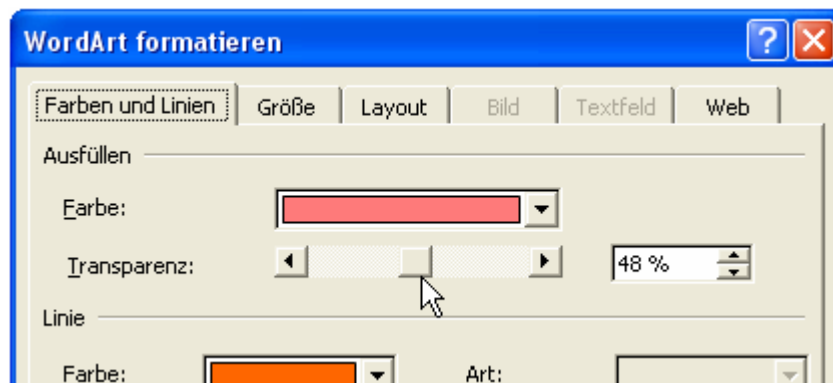 WordArt formatieren
Farben und Linien Größe Layout Bild Textfeld Web
Ausfüllen
Farbe:
Transparenz: 48 %
Linie
Farbe: Art: